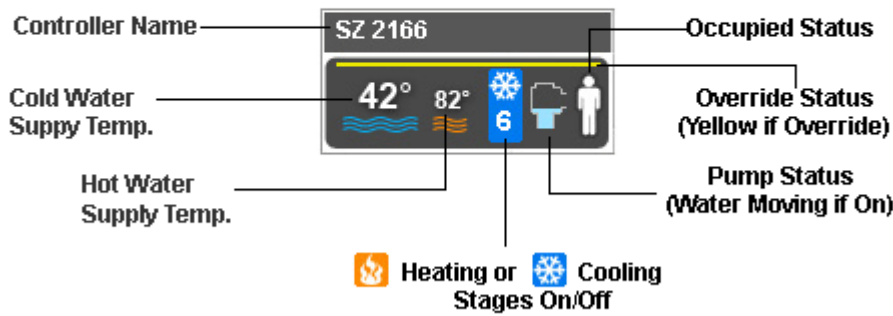 Controller Name
SZ 2166
Occupied Status
Cold Water
Suppy Temp.
42°
82°
6
Override Status
(Yellow if Override)
Hot Water
Supply Temp.
Pump Status
(Water Moving if On)
Heating or Cooling
Stages On/Off